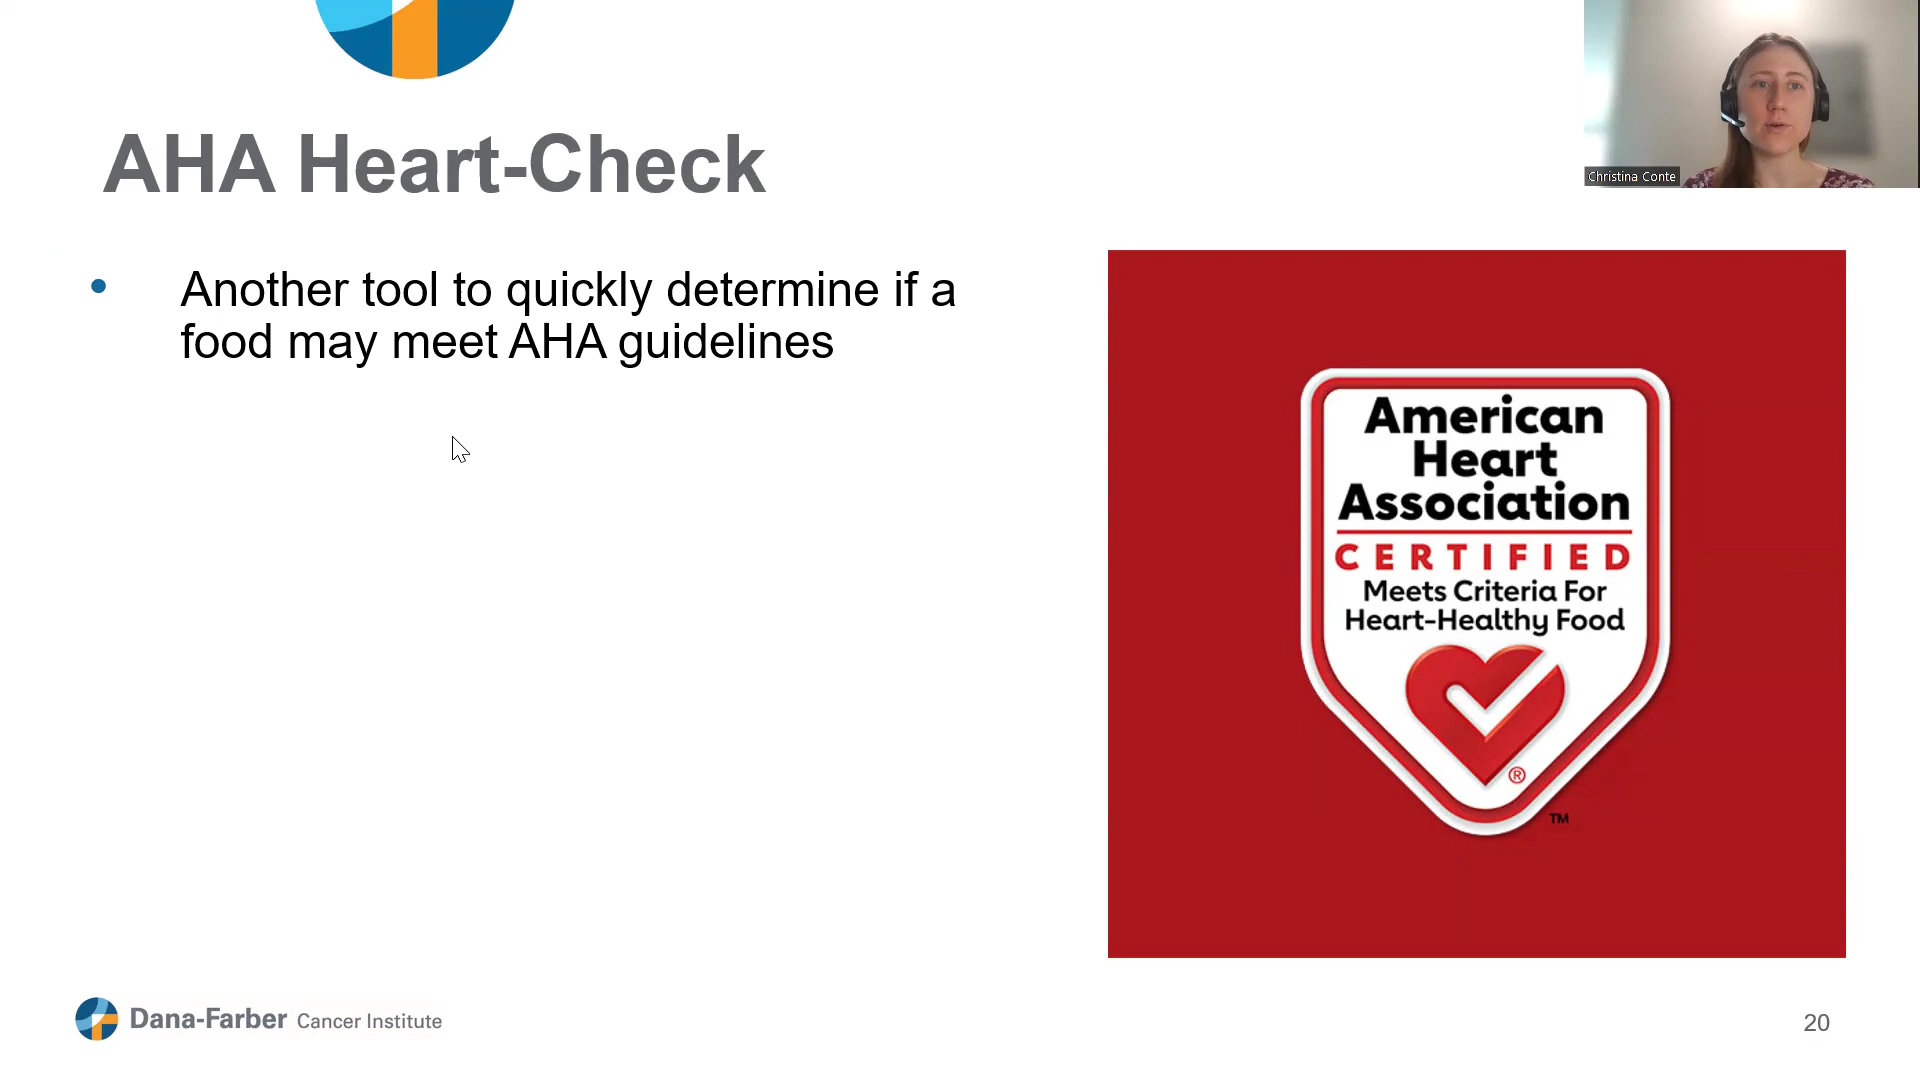 AHA Heart-Check
Christina Conte
• Another tool to quickly determine if a
food may meet AHA guidelines
American
Heart
Association
CERTIFIED
Meets Criteria For
Heart-Healthy Food
®
™
Dana-Farber Cancer Institute
20